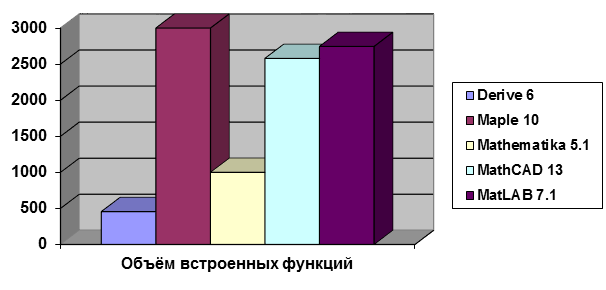 3000
2500
2000
1500
1000
500
0
Объём встроенных функций
Derive 6
Maple 10
Mathematika 5.1
MathCAD 13
MatLAB 7.1